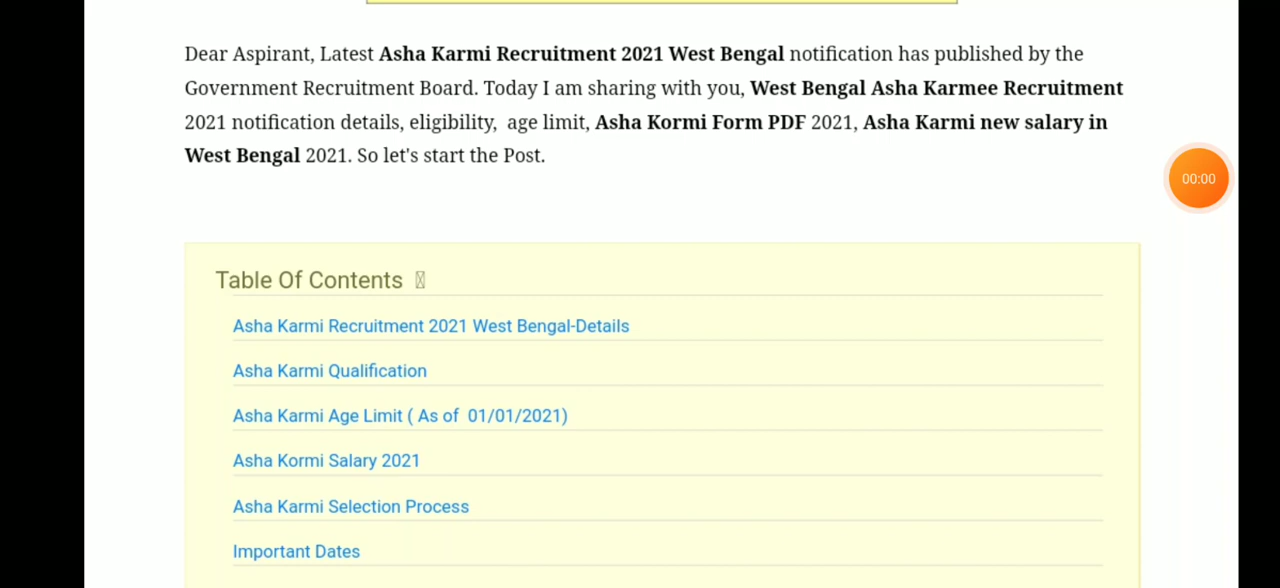 Dear Aspirant, Latest Asha Karmi Recruitment 2021 West Bengal notification has published by the
Government Recruitment Board. Today I am sharing with you, West Bengal Asha Karmee Recruitment
2021 notification details, eligibility,  age limit, Asha Kormi Form PDF 2021, Asha Karmi new salary in
West Bengal 2021. So let's start the Post.
00:00
Table Of Contents
Asha Karmi Recruitment 2021 West Bengal-Details
Asha Karmi Qualification
Asha Karmi Age Limit ( As of  01/01/2021)
Asha Kormi Salary 2021
Asha Karmi Selection Process
Important Dates